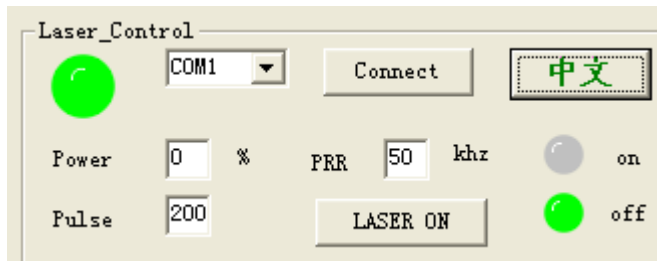 Laser_Control
COM1 Connect 中文
Power 0 % PRR 50 khz on
Pulse 200 LASER ON off